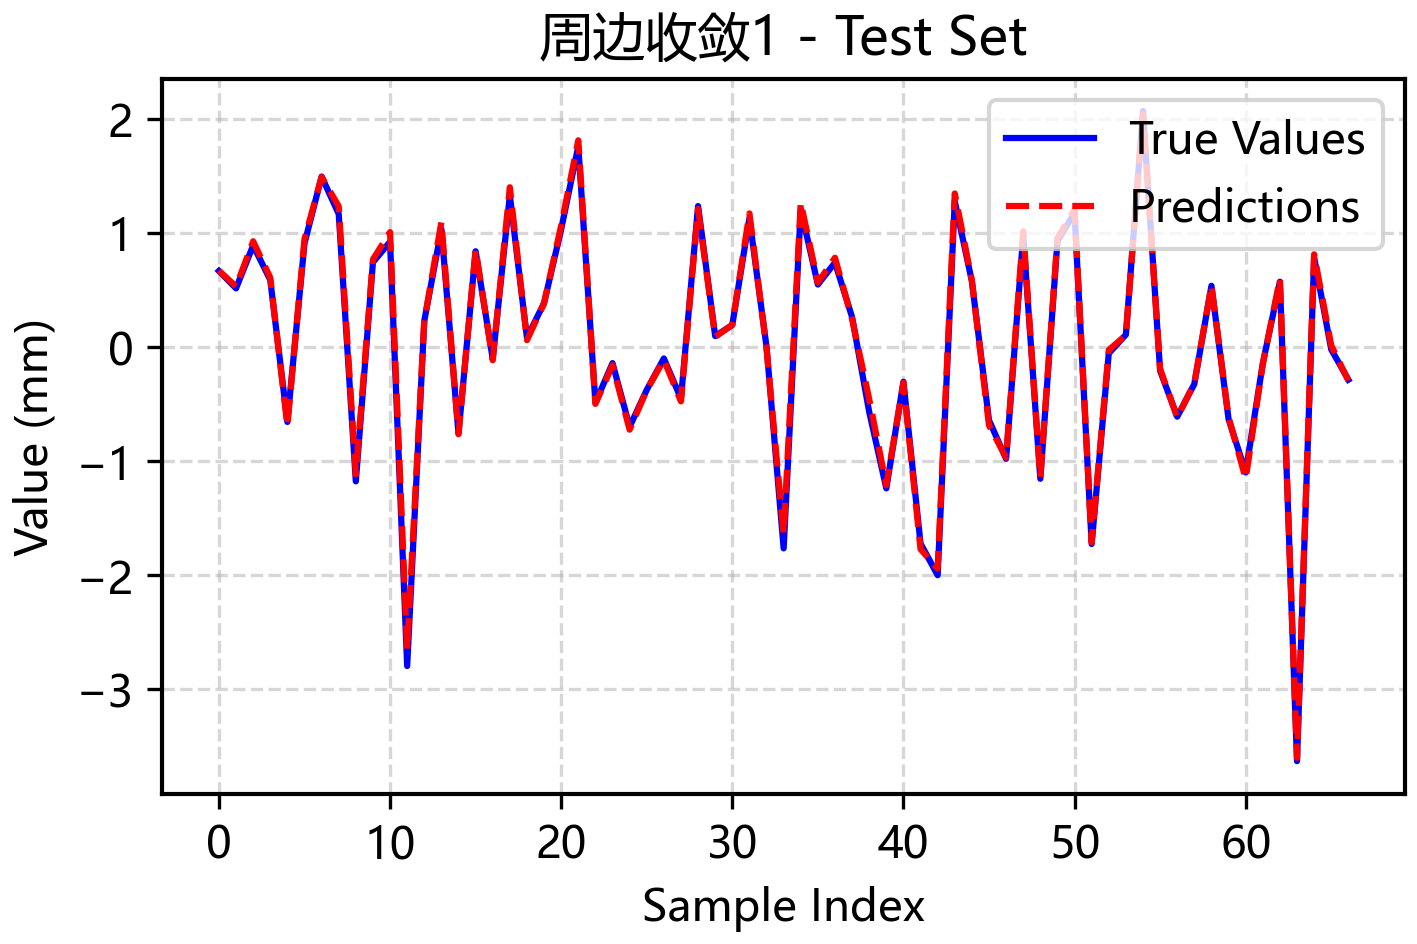 周边收敛1 - Test Set
Value (mm)
2
1
0
−1
−2
−3
True Values
Predictions
0 10 20 30 40 50 60
Sample Index